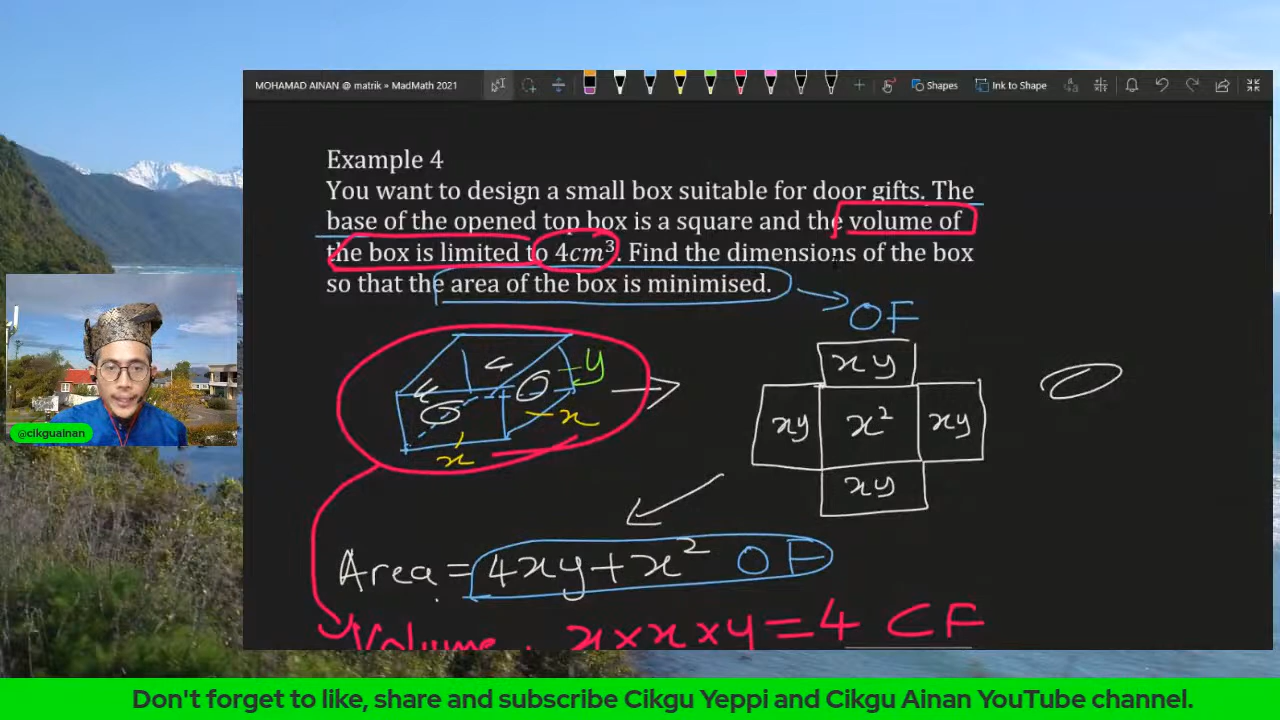 MOHAMAD AINAN @ matrik » MadMath 2021
Shapes
Ink to Shape
Example 4
You want to design a small box suitable for door gifts. The
base of the opened top box is a square and the volume of
the box is limited to 4cm³. Find the dimensions of the box
so that the area of the box is minimised.
OF
y
x
x
xy
xy x² xy
xy
Area = 4xy + x² OF
Volume : x × x × y = 4 CF
@cikguainan
Don't forget to like, share and subscribe Cikgu Yeppi and Cikgu Ainan YouTube channel.